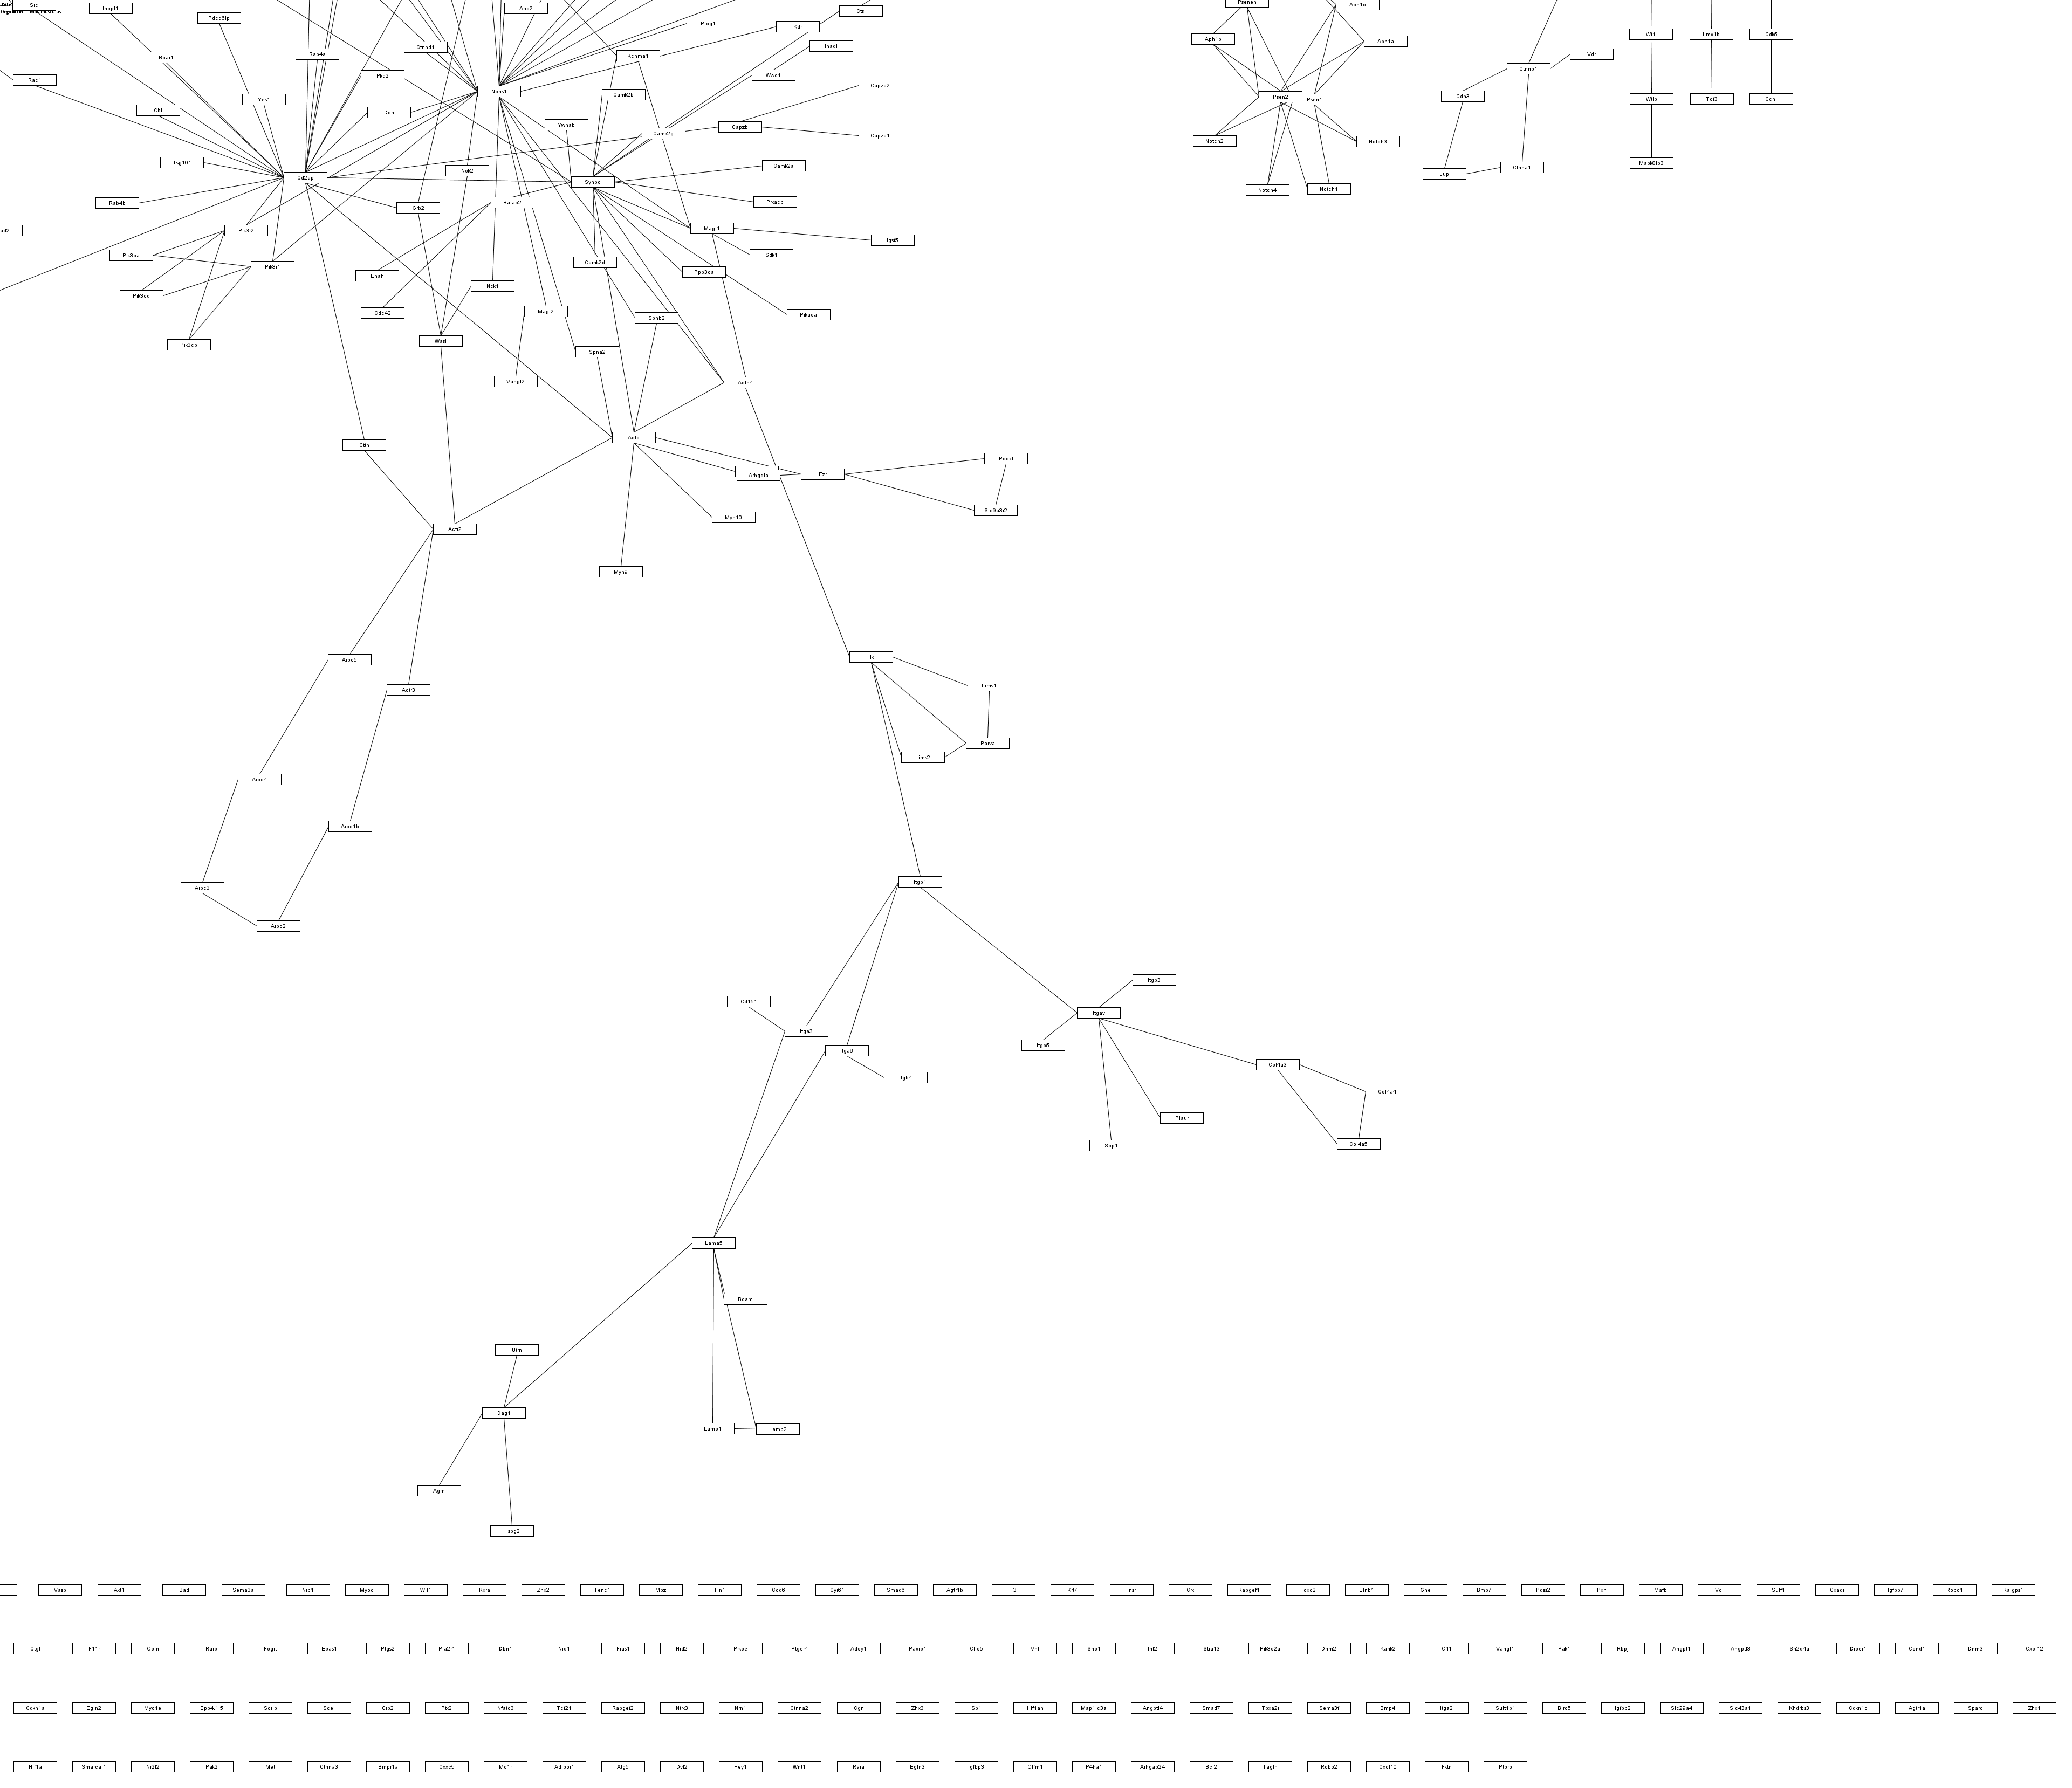 Src
Inppl1
Pdcd6ip
Arrb2
Ctsl
Psenen
Aph1c
Plcg1
Kdr
Bcar1
Rab4a
Ctnnd1
Kcnma1
Inadl
Aph1b
Aph1a
Wt1
Lmx1b
Cdk5
Rac1
Pkd2
Wwc1
Vdr
Ctnnb1
Nphs1
Camk2b
Capza2
Cbl
Yes1
Ddn
Psen2
Psen1
Cdh3
Wtip
Tcf3
Ccni
Ywhab
Camk2g
Capzb
Capza1
Notch2
Notch3
Tsg101
Nck2
Camk2a
Mapk8ip3
Cd2ap
Synpo
Jup
Ctnna1
Rab4b
Grb2
Baiap2
Prkacb
Notch4
Notch1
ad2
Pik3r2
Magi1
Igsf5
Pik3ca
Pik3r1
Enah
Camk2d
Sdk1
Ppp3ca
Pik3cd
Nck1
Cdc42
Magi2
Spnb2
Prkaca
Pik3cb
Wasl
Spna2
Vangl2
Actn4
Cttn
Actb
Arhgdia
Ezr
Podxl
Slc9a3r2
Actr2
Myh10
Myh9
Arpc5
Actr3
Ilk
Lims1
Lims2
Parva
Arpc4
Arpc1b
Arpc3
Arpc2
Itgb1
Cd151
Itga3
Itgb3
Itgav
Itgb5
Itga6
Itgb4
Col4a3
Col4a4
Plaur
Spp1
Col4a5
Lama5
Bcam
Utrn
Dag1
Lamc1
Lamb2
Agrn
Hspg2
Vasp Akt1 Bad Sema3a Nrp1 Myoc Wif1 Rxra Zhx2 Tenc1 Mpz Tln1 Coq6 Cyr61 Smad6 Agtr1b F3 Krt7 Insr Crk Rabgef1 Foxc2 Efnb1 Gne Bmp7 Pdss2 Pxn Mafb Vcl Sulf1 Cxadr Igfbp7 Robo1 Ralgps1
Ctgf F11r Ocln Rarb Fcgrt Epas1 Ptgs2 Pla2r1 Dbn1 Nid1 Fras1 Nid2 Prkce Ptger4 Adcy1 Paxip1 Clic5 Vhl Shc1 Inf2 Stra13 Pik3c2a Dnm2 Kank2 Cfl1 Vangl1 Pak1 Rbpj Angpt1 Angptl3 Sh2d4a Dicer1 Ccnd1 Dnm3 Cxcl12
Cdkn1a Egln2 Myo1e Epb4.1l5 Scrib Scel Crb2 Ptk2 Nfatc3 Tcf21 Rapgef2 Ntrk3 Nrn1 Ctnna2 Cgn Zhx3 Sp1 Hif1an Map1lc3a Angptl4 Smad7 Tbxa2r Sema3f Bmp4 Itga2 Sult1b1 Birc5 Igfbp2 Slc29a4 Slc43a1 Khdrbs3 Cdkn1c Agtr1a Sparc Zhx1
Hif1a Smarcal1 Nr2f2 Pak2 Met Ctnna3 Bmpr1a Cxxc5 Mc1r Adipor1 Atg5 Dvl2 Hey1 Wnt1 Rara Egln3 Igfbp3 Olfm1 P4ha1 Arhgap24 Bcl2 Tagln Robo2 Cxcl10 Fktn Ptpro